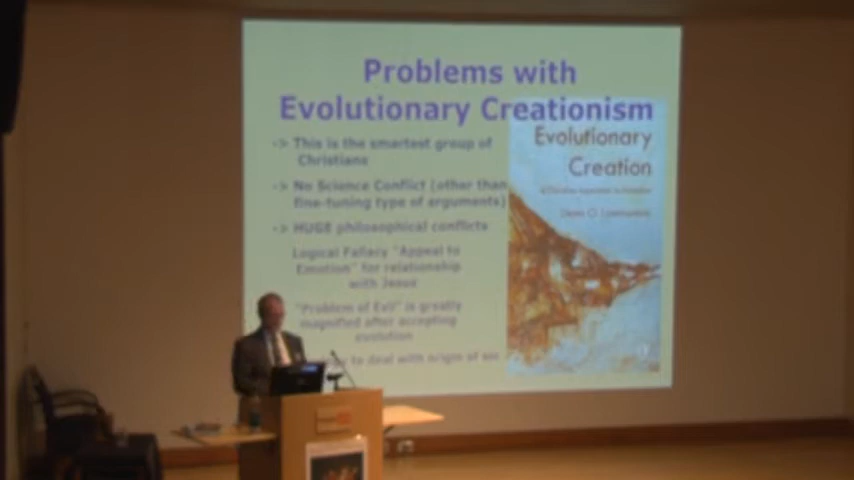 Problems with
Evolutionary Creationism
-> This is the smartest group of
Christians
-> No Science Conflict (other than
fine-tuning type of arguments)
-> HUGE philosophical conflicts
Logical Fallacy "Appeal to
Emotion" for relationship
with Jesus
"Problem of Evil" is greatly
magnified after accepting
evolution
to deal with origin of sin
Evolutionary
Creation